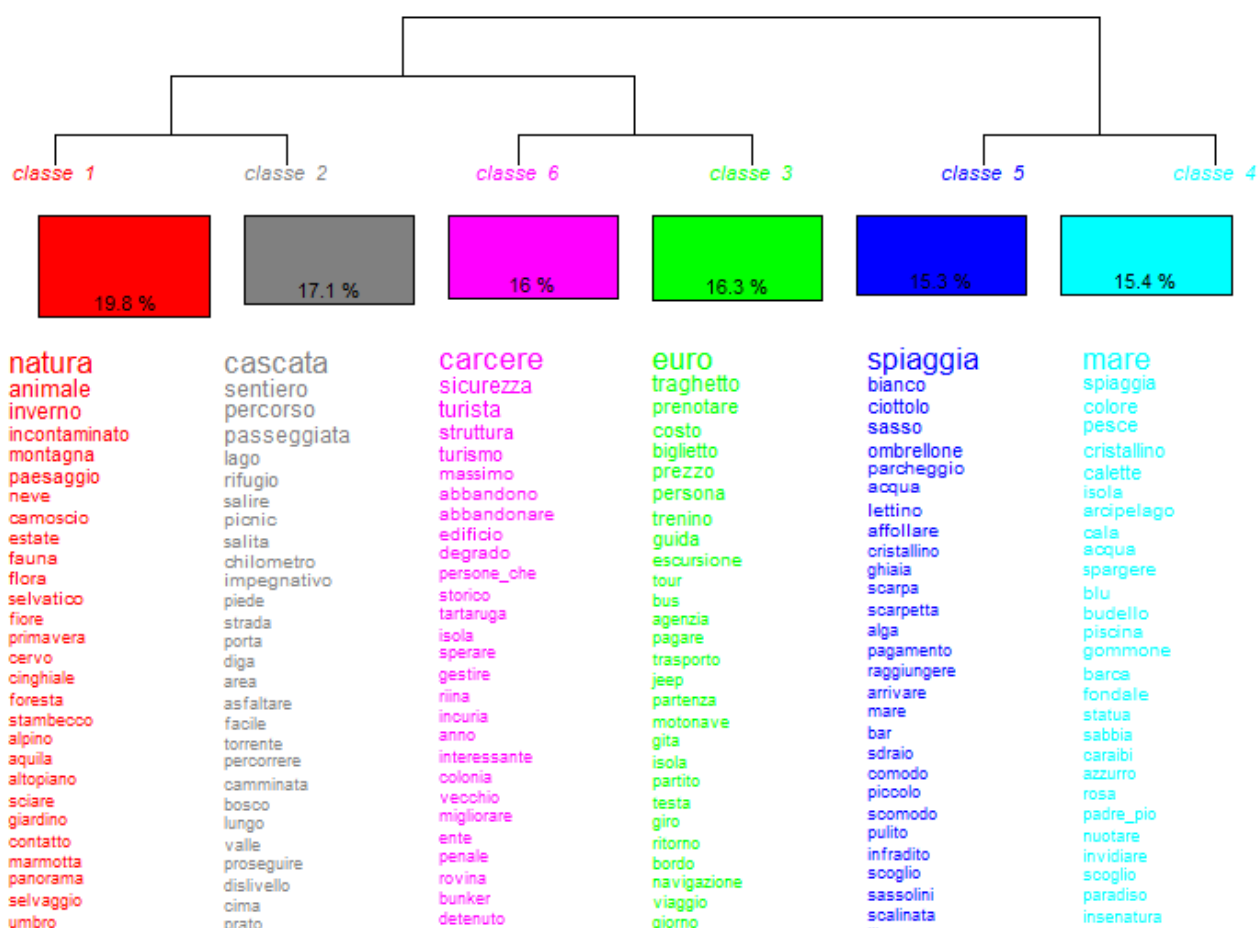 classe 1
classe 2
classe 6
classe 3
classe 5
classe 4
19.8 %
17.1 %
16 %
16.3 %
15.3 %
15.4 %
natura
animale
inverno
incontaminato
montagna
paesaggio
neve
camoscio
estate
fauna
flora
selvatico
fiore
primavera
cervo
cinghiale
foresta
stambecco
alpino
aquila
altopiano
sciare
giardino
contatto
marmotta
panorama
selvaggio
umbro
cascata
sentiero
percorso
passeggiata
lago
rifugio
salire
picnic
salita
chilometro
impegnativo
piede
strada
porta
diga
area
asfaltare
facile
torrente
percorrere
camminata
bosco
lungo
valle
proseguire
dislivello
cima
prato
carcere
sicurezza
turista
struttura
turismo
massimo
abbandono
abbandonare
edificio
degrado
persone_che
storico
tartaruga
isola
sperare
gestire
riina
incuria
anno
interessante
colonia
vecchio
migliorare
ente
penale
rovina
bunker
detenuto
euro
traghetto
prenotare
costo
biglietto
prezzo
persona
trenino
guida
escursione
tour
bus
agenzia
pagare
trasporto
jeep
partenza
motonave
gita
isola
partito
testa
giro
ritorno
bordo
navigazione
viaggio
giorno
spiaggia
bianco
ciottolo
sasso
ombrellone
parcheggio
acqua
lettino
affollare
cristallino
ghiaia
scarpa
scarpetta
alga
pagamento
raggiungere
arrivare
mare
bar
sdraio
comodo
piccolo
scomodo
pulito
infradito
scoglio
sassolini
scalinata
mare
spiaggia
colore
pesce
cristallino
calette
isola
arcipelago
cala
acqua
spargere
blu
budello
piscina
gommone
barca
fondale
statua
sabbia
caraibi
azzurro
rosa
padre_pio
nuotare
invidiare
scoglio
paradiso
insenatura